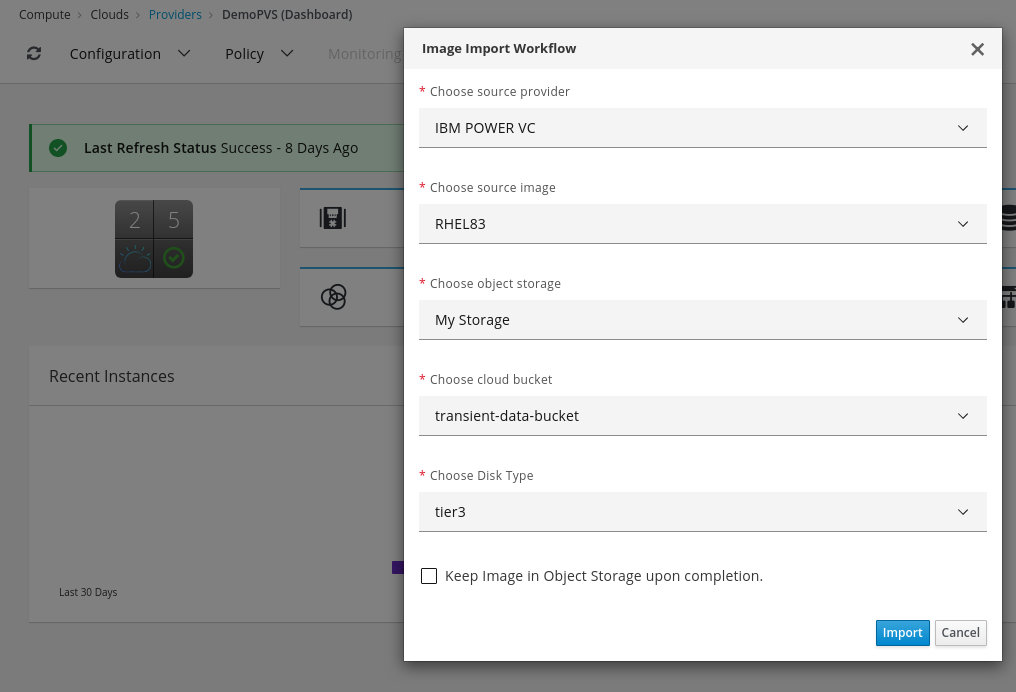 Compute > Clouds > Providers > DemoPVS (Dashboard)
Configuration Policy Monitoring
Last Refresh Status Success - 8 Days Ago
2 5
Recent Instances
Last 30 Days
Image Import Workflow
* Choose source provider
IBM POWER VC
* Choose source image
RHEL83
* Choose object storage
My Storage
* Choose cloud bucket
transient-data-bucket
* Choose Disk Type
tier3
Keep Image in Object Storage upon completion.
Import Cancel